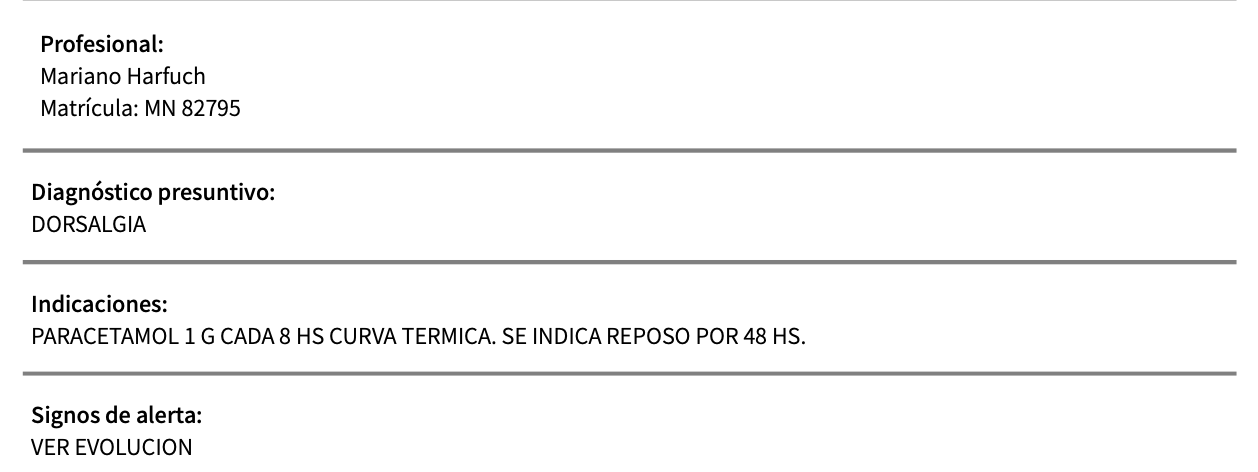 Profesional:
Mariano Harfuch
Matrícula: MN 82795
Diagnóstico presuntivo:
DORSALGIA
Indicaciones:
PARACETAMOL 1 G CADA 8 HS CURVA TERMICA. SE INDICA REPOSO POR 48 HS.
Signos de alerta:
VER EVOLUCION